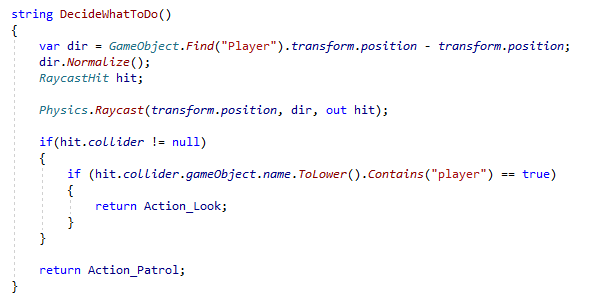 string DecideWhatToDo()
{
    var dir = GameObject.Find("Player").transform.position - transform.position;
    dir.Normalize();
    RaycastHit hit;

    Physics.Raycast(transform.position, dir, out hit);

    if(hit.collider != null)
    {
        if (hit.collider.gameObject.name.ToLower().Contains("player") == true)
        {
            return Action_Look;
        }
    }

    return Action_Patrol;
}